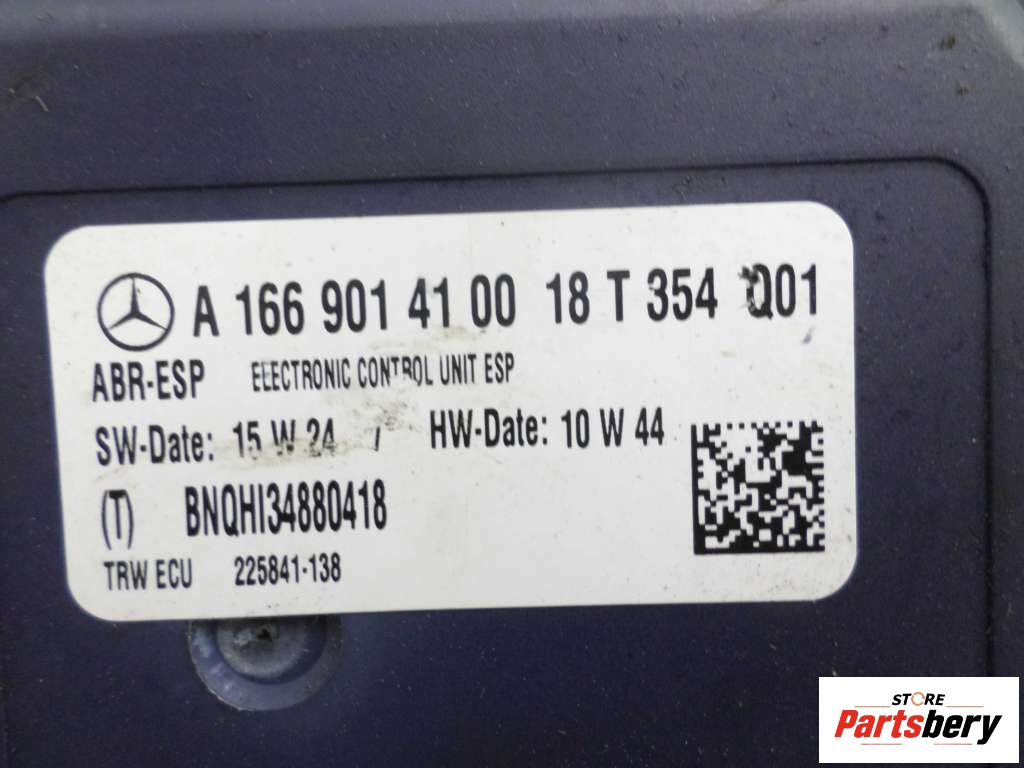 A 166 901 41 00 18 T 354 Q01
ABR-ESP ELECTRONIC CONTROL UNIT ESP
SW-Date: 15 W 24 / HW-Date: 10 W 44
(T) BNQHI34880418
TRW ECU 225841-138
STORE
Partsbery